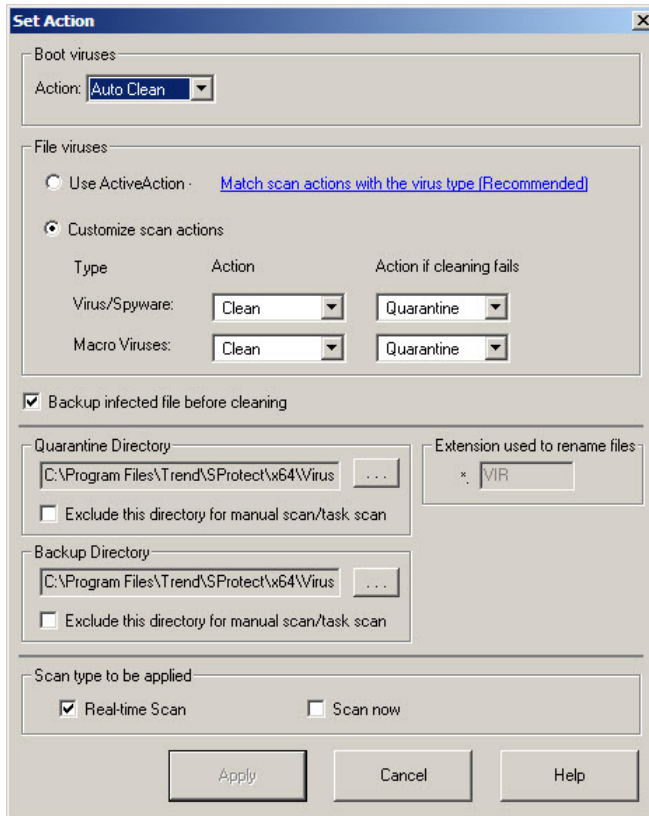 Set Action
Boot viruses
Action: Auto Clean
File viruses
Use ActiveAction - Match scan actions with the virus type (Recommended)
Customize scan actions
Type Action Action if cleaning fails
Virus/Spyware: Clean Quarantine
Macro Viruses: Clean Quarantine
Backup infected file before cleaning
Quarantine Directory Extension used to rename files
C:\Program Files\Trend\SProtect\x64\Virus ... *. VIR
Exclude this directory for manual scan/task scan
Backup Directory
C:\Program Files\Trend\SProtect\x64\Virus ...
Exclude this directory for manual scan/task scan
Scan type to be applied
Real-time Scan Scan now
Apply Cancel Help